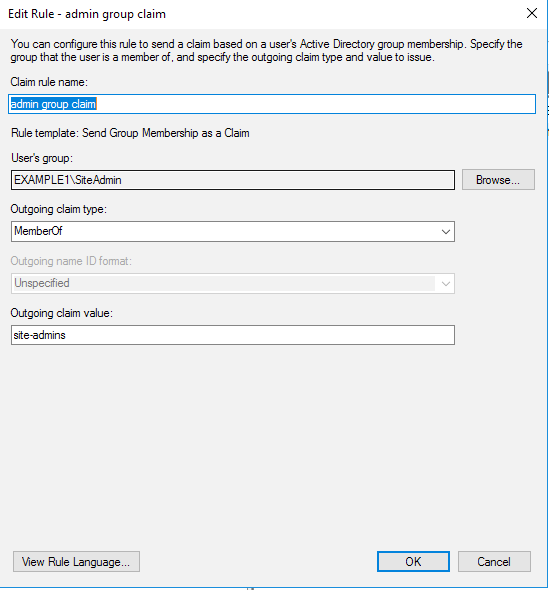 Edit Rule - admin group claim
You can configure this rule to send a claim based on a user's Active Directory group membership. Specify the
group that the user is a member of, and specify the outgoing claim type and value to issue.
Claim rule name:
admin group claim
Rule template: Send Group Membership as a Claim
User's group:
EXAMPLE1\SiteAdmin
Browse...
Outgoing claim type:
MemberOf
Outgoing name ID format:
Unspecified
Outgoing claim value:
site-admins
View Rule Language...
OK
Cancel